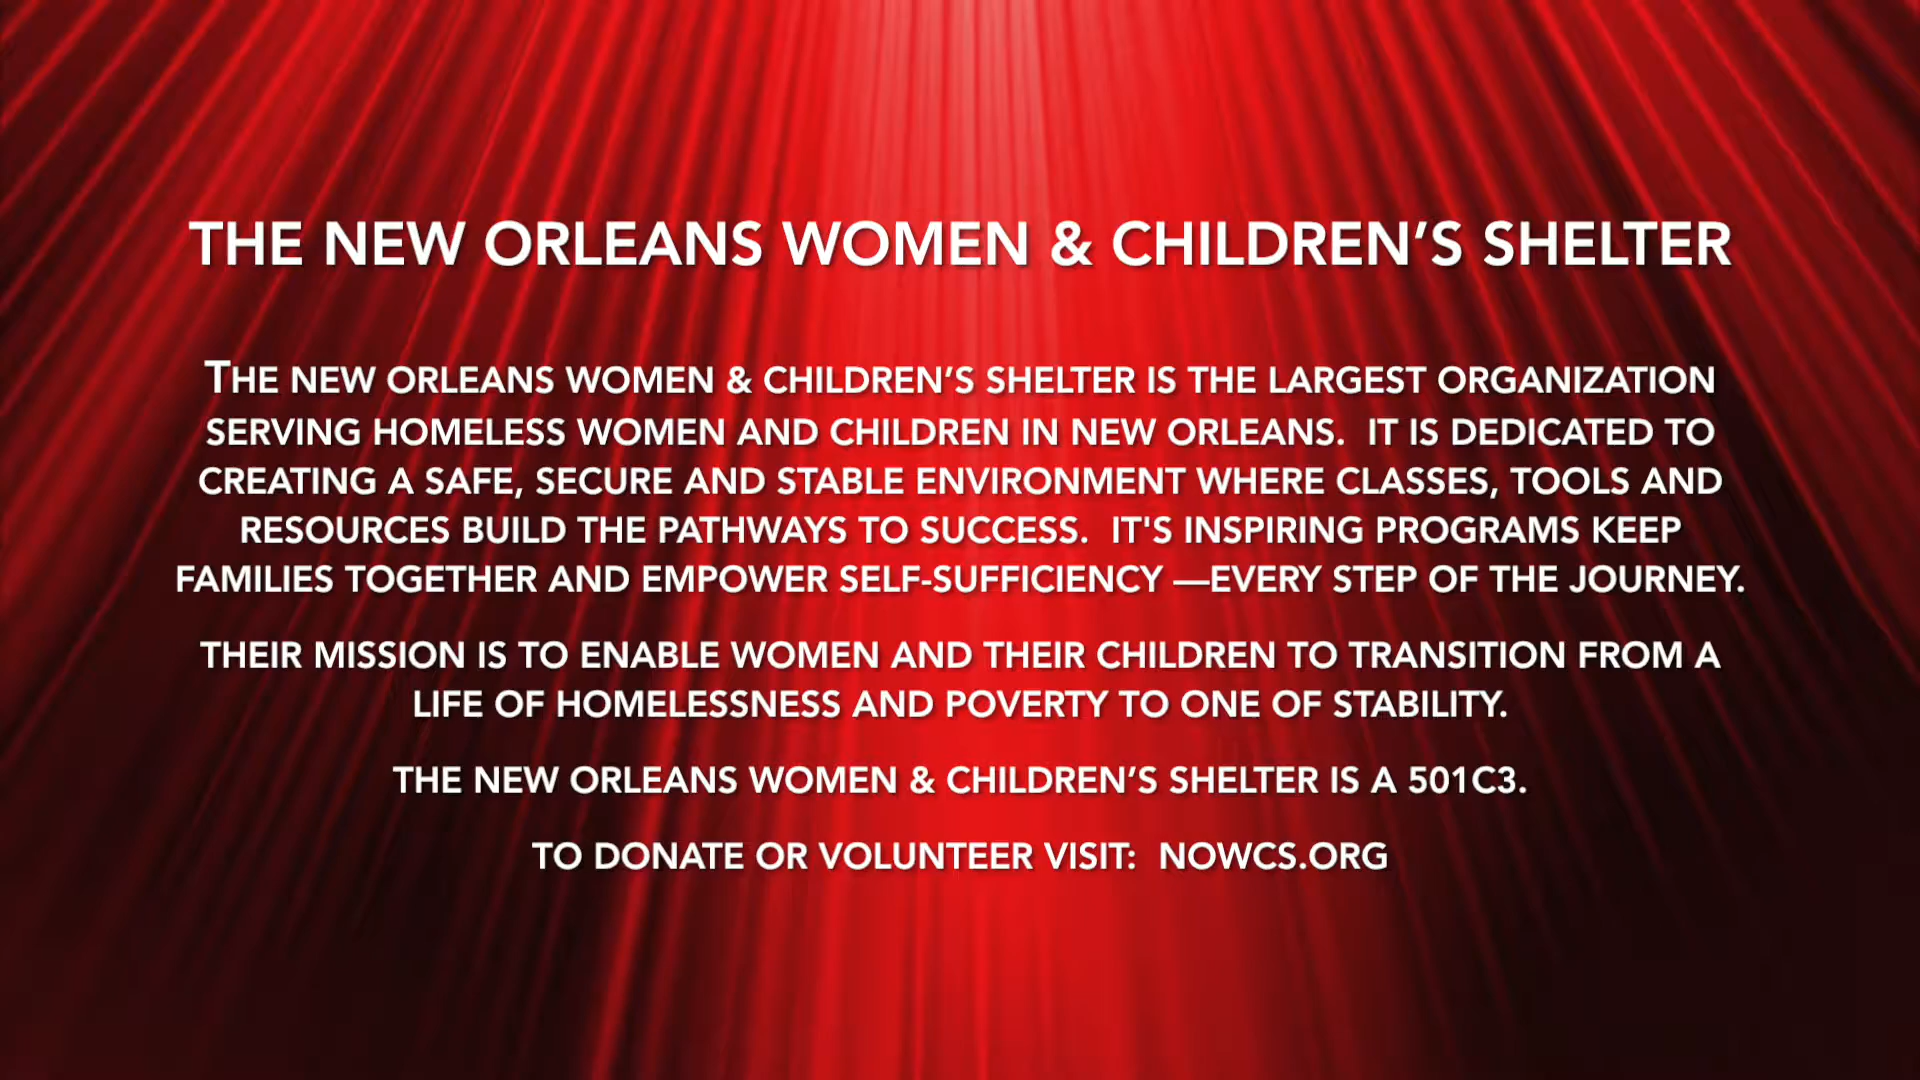 THE NEW ORLEANS WOMEN & CHILDREN’S SHELTER
THE NEW ORLEANS WOMEN & CHILDREN’S SHELTER IS THE LARGEST ORGANIZATION
SERVING HOMELESS WOMEN AND CHILDREN IN NEW ORLEANS. IT IS DEDICATED TO
CREATING A SAFE, SECURE AND STABLE ENVIRONMENT WHERE CLASSES, TOOLS AND
RESOURCES BUILD THE PATHWAYS TO SUCCESS. IT'S INSPIRING PROGRAMS KEEP
FAMILIES TOGETHER AND EMPOWER SELF-SUFFICIENCY —EVERY STEP OF THE JOURNEY.
THEIR MISSION IS TO ENABLE WOMEN AND THEIR CHILDREN TO TRANSITION FROM A
LIFE OF HOMELESSNESS AND POVERTY TO ONE OF STABILITY.
THE NEW ORLEANS WOMEN & CHILDREN’S SHELTER IS A 501C3.
TO DONATE OR VOLUNTEER VISIT: NOWCS.ORG